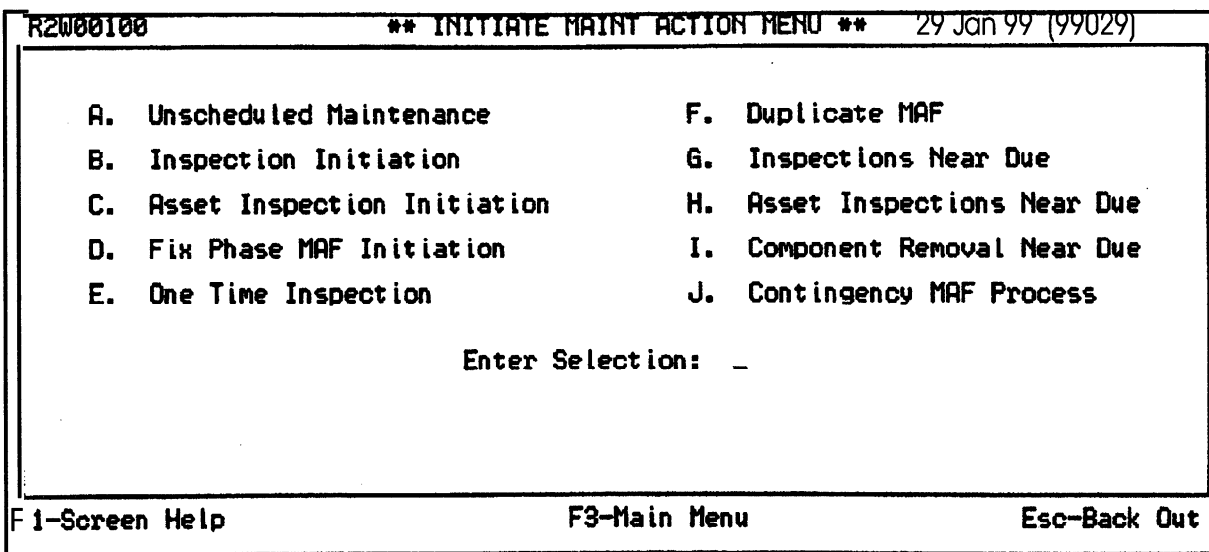 R2W00100 ** INITIATE MAINT ACTION MENU ** 29 Jan 99 (99029)
A. Unscheduled Maintenance F. Duplicate MAF
B. Inspection Initiation G. Inspections Near Due
C. Asset Inspection Initiation H. Asset Inspections Near Due
D. Fix Phase MAF Initiation I. Component Removal Near Due
E. One Time Inspection J. Contingency MAF Process
Enter Selection: _
F1-Screen Help F3-Main Menu Esc-Back Out